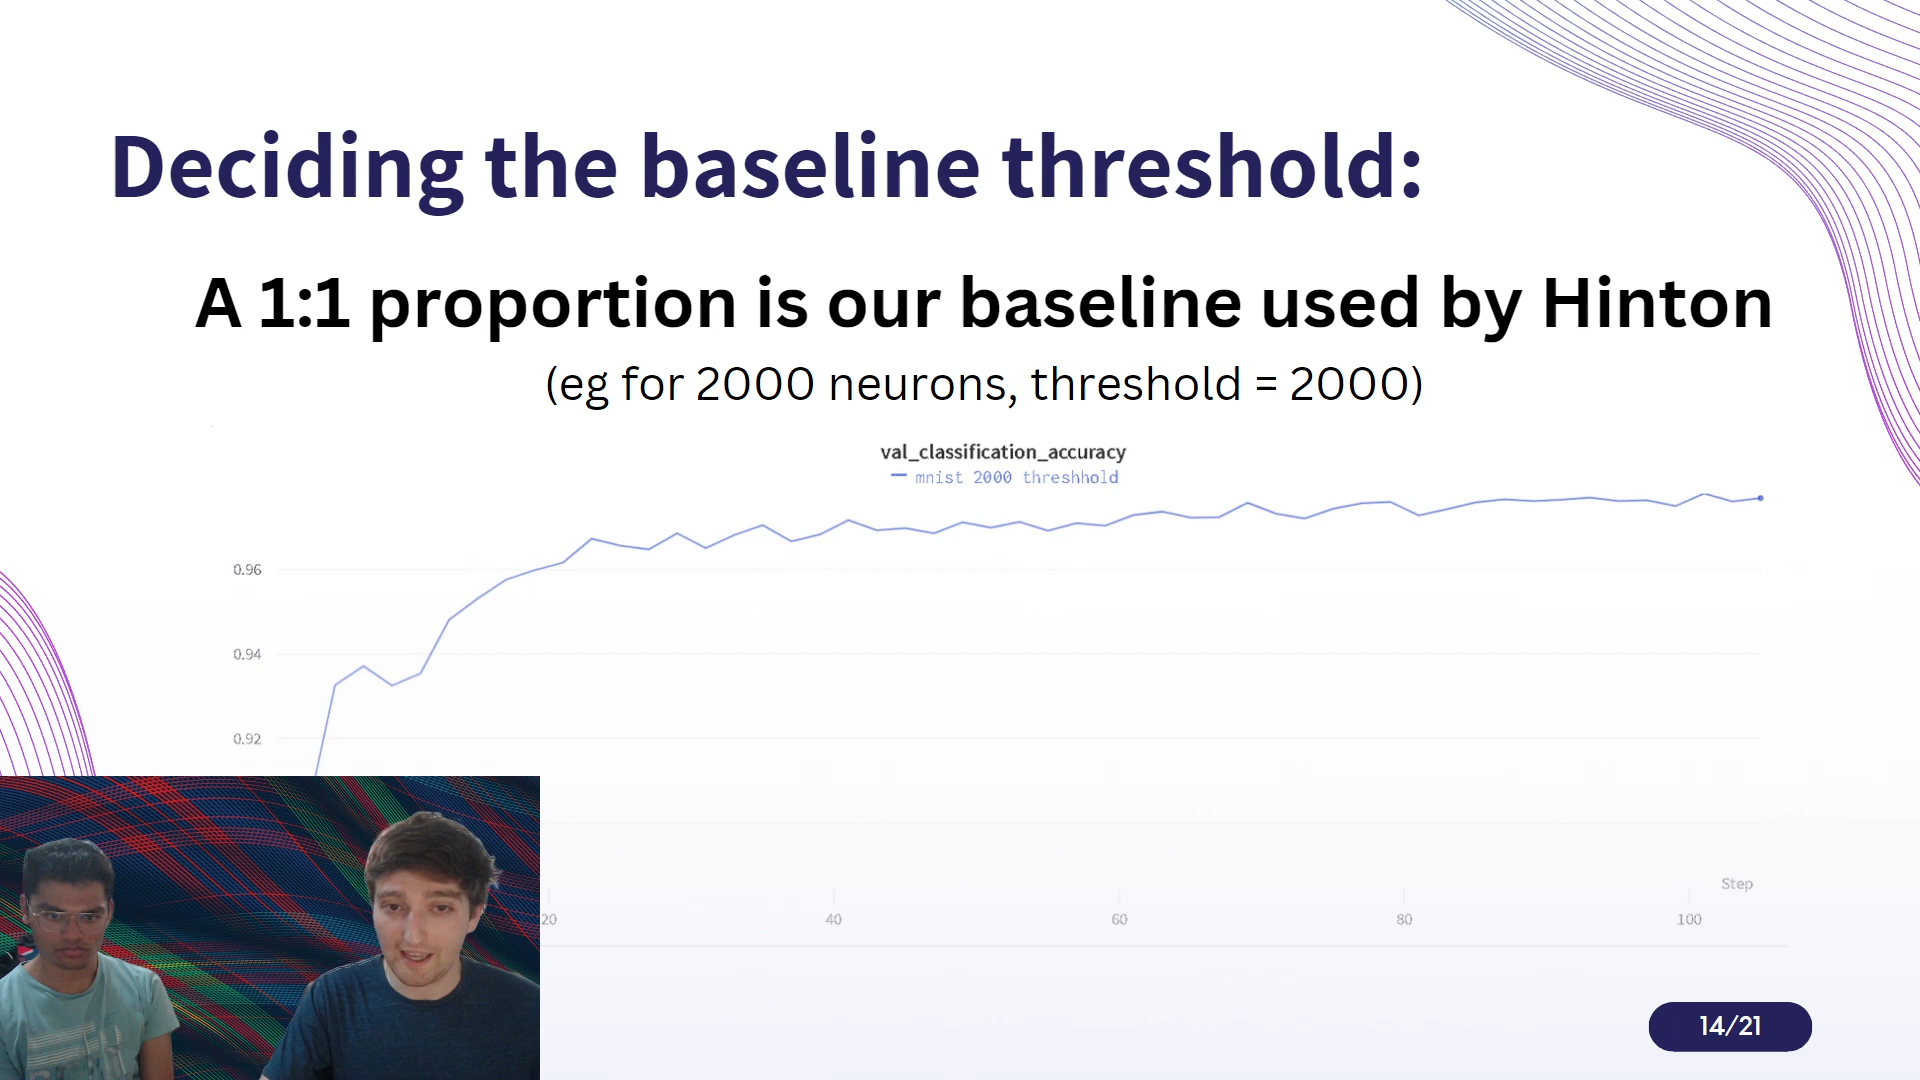 Deciding the baseline threshold:
A 1:1 proportion is our baseline used by Hinton
(eg for 2000 neurons, threshold = 2000)
val_classification_accuracy
mnist 2000 threshhold
0.96
0.94
0.92
Step
20 40 60 80 100
14/21